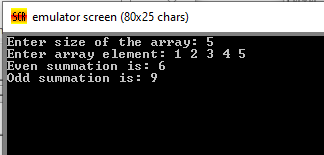 emulator screen (80x25 chars)
Enter size of the array: 5
Enter array element: 1 2 3 4 5
Even summation is: 6
Odd summation is: 9